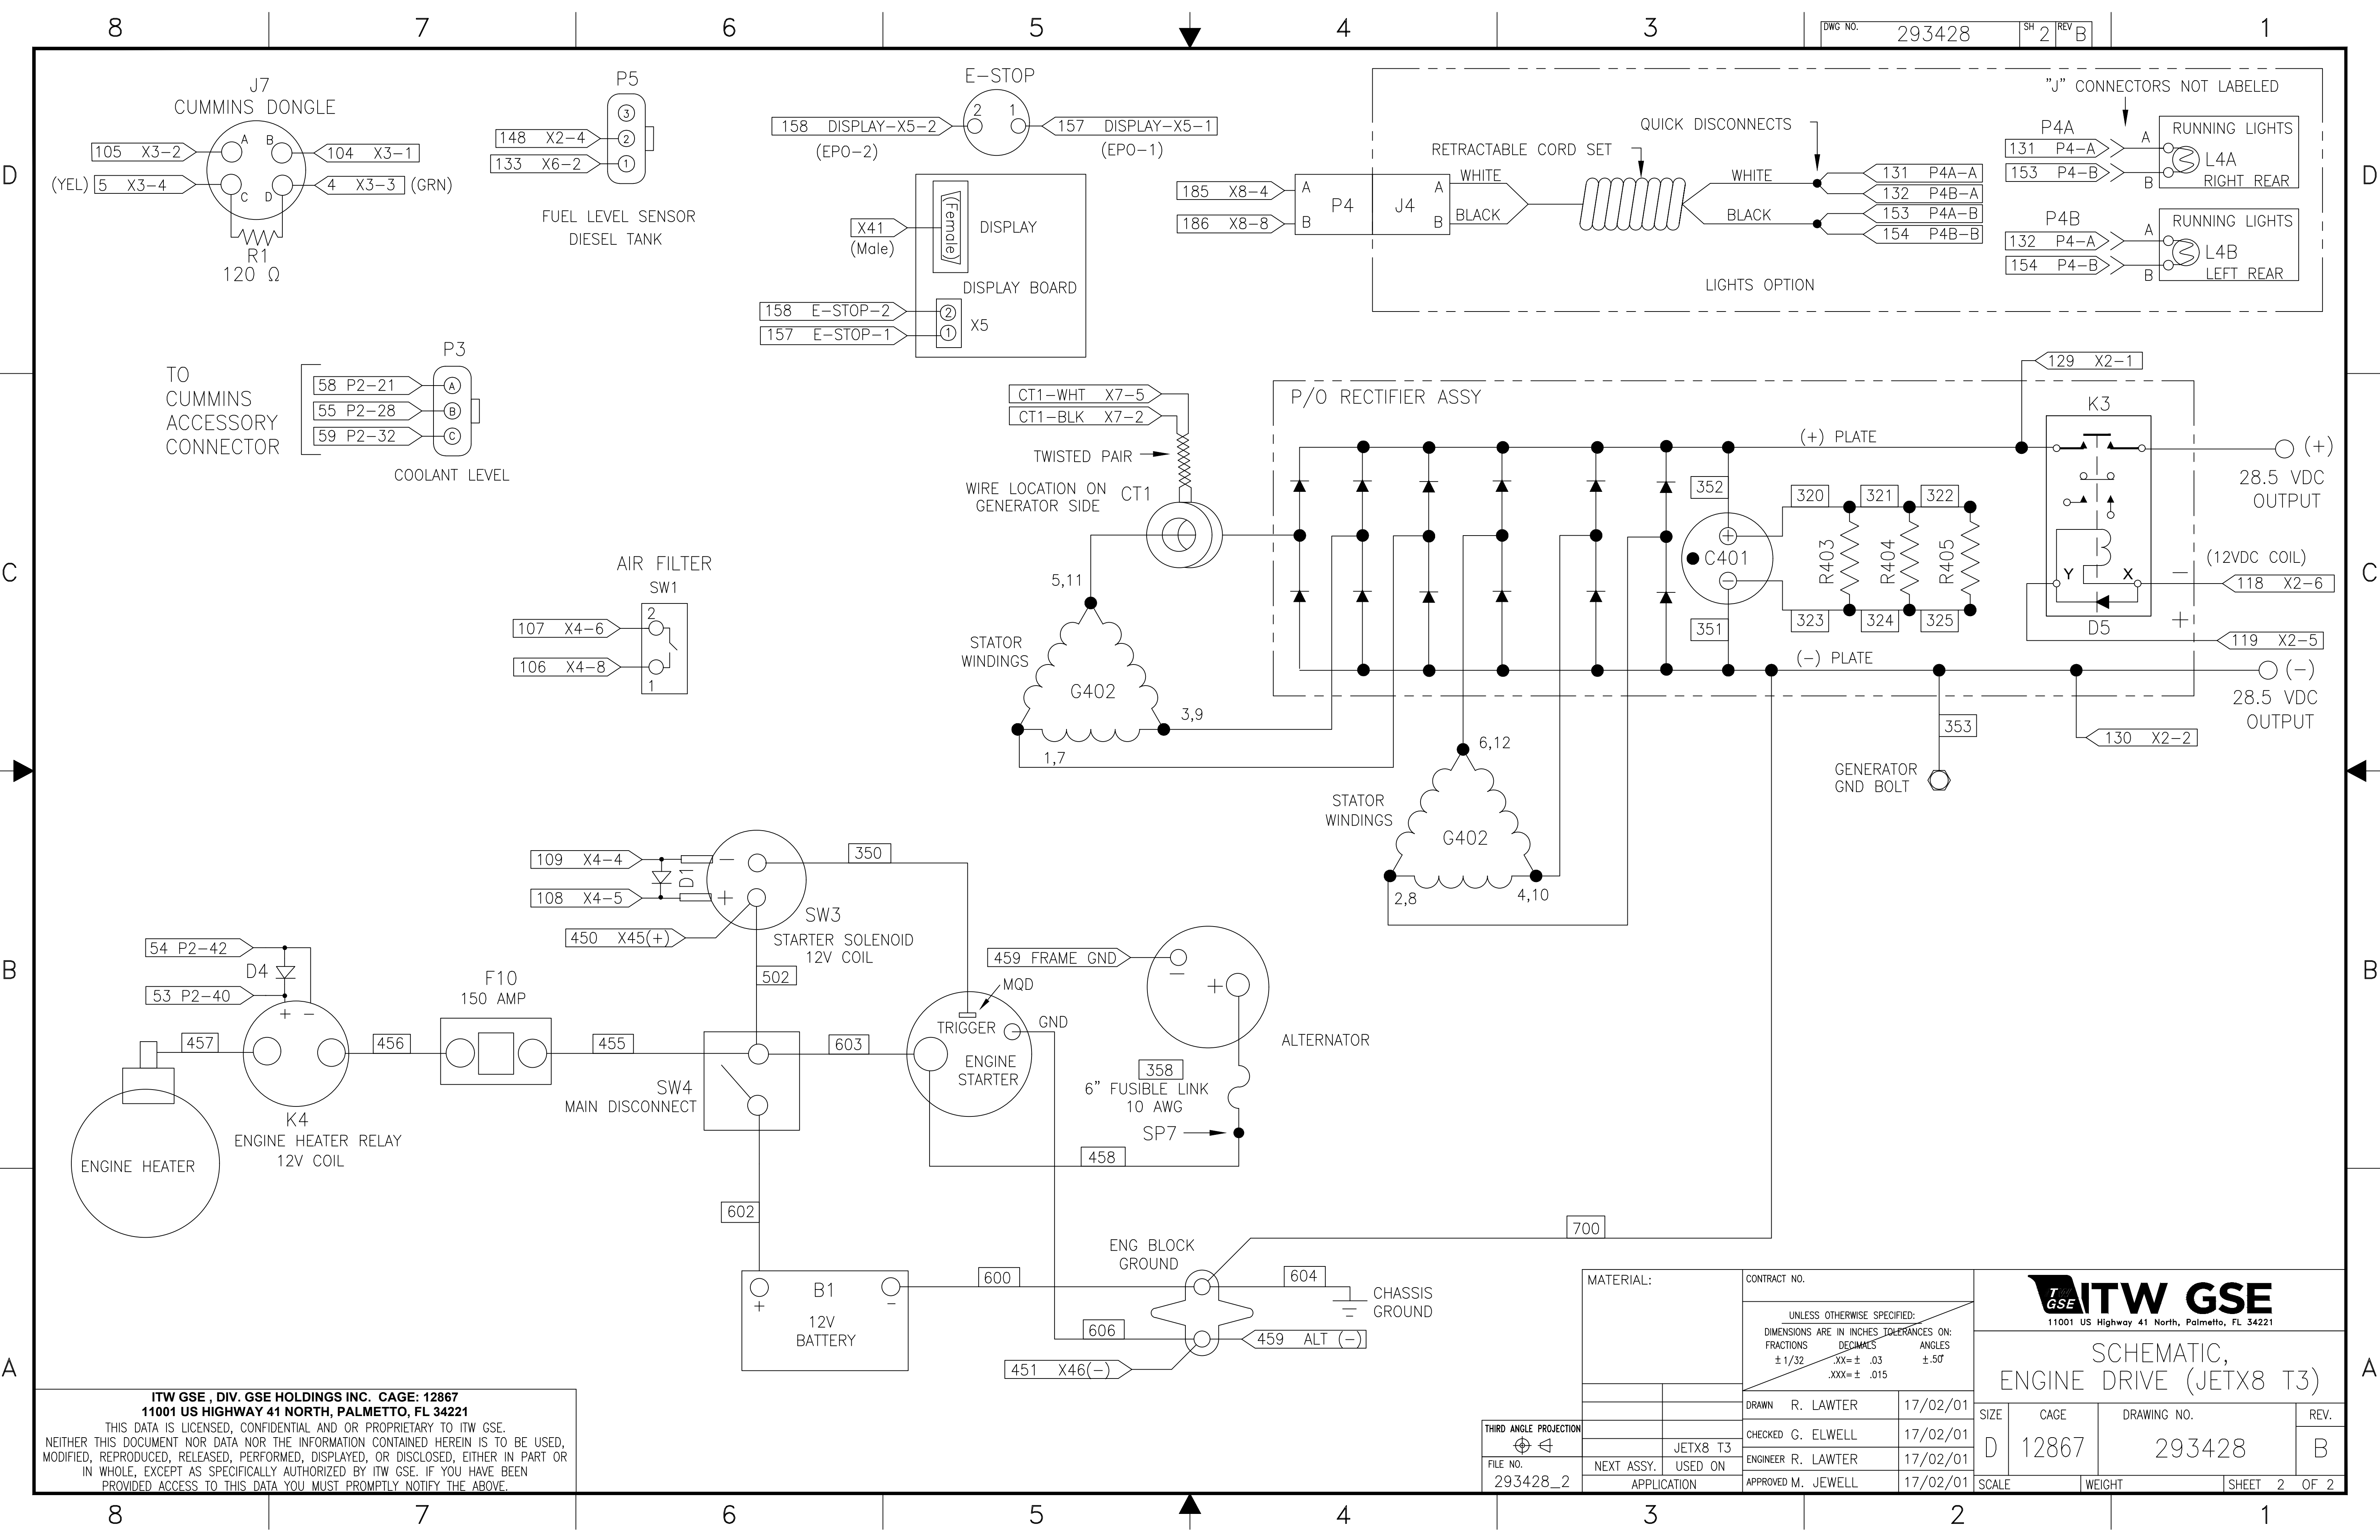 8 7 6 5 4 3 1
DWG NO. 293428 SH 2 REV B
D
J7
CUMMINS DONGLE
A B
105 X3-2
104 X3-1
(YEL) 5 X3-4
4 X3-3 (GRN)
C D
R1
120 Ω
P5
3
148 X2-4
2
133 X6-2
1
FUEL LEVEL SENSOR
DIESEL TANK
E-STOP
2 1
158 DISPLAY-X5-2
(EPO-2)
157 DISPLAY-X5-1
(EPO-1)
(Female)
X41
(Male)
DISPLAY
DISPLAY BOARD
158 E-STOP-2
2
157 E-STOP-1
1
X5
185 X8-4
186 X8-8
A
B
P4
J4
A
B
WHITE
BLACK
RETRACTABLE CORD SET
QUICK DISCONNECTS
WHITE
BLACK
131 P4A-A
132 P4B-A
153 P4A-B
154 P4B-B
LIGHTS OPTION
"J" CONNECTORS NOT LABELED
P4A
131 P4-A
153 P4-B
A
B
RUNNING LIGHTS
L4A
RIGHT REAR
P4B
132 P4-A
154 P4-B
A
B
RUNNING LIGHTS
L4B
LEFT REAR
D
TO
CUMMINS
ACCESSORY
CONNECTOR
P3
58 P2-21
A
55 P2-28
B
59 P2-32
C
COOLANT LEVEL
CT1-WHT X7-5
CT1-BLK X7-2
TWISTED PAIR
WIRE LOCATION ON
GENERATOR SIDE
CT1
P/O RECTIFIER ASSY
(+) PLATE
129 X2-1
K3
(+)
28.5 VDC
OUTPUT
352
C401
351
320 321 322
R403
R404
R405
323 324 325
(12VDC COIL)
Y X
−
118 X2-6
+
D5
119 X2-5
(-) PLATE
(-)
28.5 VDC
OUTPUT
353
130 X2-2
GENERATOR
GND BOLT
C
C
AIR FILTER
SW1
2
107 X4-6
106 X4-8
1
5,11
STATOR
WINDINGS
G402
3,9
1,7
6,12
STATOR
WINDINGS
G402
2,8
4,10
109 X4-4
D1
−
108 X4-5
+
350
SW3
STARTER SOLENOID
12V COIL
450 X45(+)
502
B
B
54 P2-42
D4
53 P2-40
+ −
457
456
F10
150 AMP
455
K4
ENGINE HEATER RELAY
12V COIL
ENGINE HEATER
SW4
MAIN DISCONNECT
603
459 FRAME GND
−
+
MQD
TRIGGER
GND
ENGINE
STARTER
ALTERNATOR
358
6" FUSIBLE LINK
10 AWG
SP7
458
602
B1
+
−
12V
BATTERY
600
ENG BLOCK
GROUND
604
CHASSIS
GROUND
606
459 ALT (-)
451 X46(-)
700
A
A
ITW GSE , DIV. GSE HOLDINGS INC. CAGE: 12867
11001 US HIGHWAY 41 NORTH, PALMETTO, FL 34221
THIS DATA IS LICENSED, CONFIDENTIAL AND OR PROPRIETARY TO ITW GSE.
NEITHER THIS DOCUMENT NOR DATA NOR THE INFORMATION CONTAINED HEREIN IS TO BE USED,
MODIFIED, REPRODUCED, RELEASED, PERFORMED, DISPLAYED, OR DISCLOSED, EITHER IN PART OR
IN WHOLE, EXCEPT AS SPECIFICALLY AUTHORIZED BY ITW GSE. IF YOU HAVE BEEN
PROVIDED ACCESS TO THIS DATA YOU MUST PROMPTLY NOTIFY THE ABOVE.
THIRD ANGLE PROJECTION
FILE NO.
293428_2
MATERIAL:
JETX8 T3
NEXT ASSY. USED ON
APPLICATION
CONTRACT NO.
UNLESS OTHERWISE SPECIFIED:
DIMENSIONS ARE IN INCHES TOLERANCES ON:
FRACTIONS DECIMALS ANGLES
±1/32 .XX=± .03 ±.50°
.XXX=± .015
DRAWN R. LAWTER 17/02/01
CHECKED G. ELWELL 17/02/01
ENGINEER R. LAWTER 17/02/01
APPROVED M. JEWELL 17/02/01
GSE ITW GSE
11001 US Highway 41 North, Palmetto, FL 34221
SCHEMATIC,
ENGINE DRIVE (JETX8 T3)
SIZE CAGE DRAWING NO. REV.
D 12867 293428 B
SCALE WEIGHT SHEET 2 OF 2
8 7 6 5 4 3 2 1